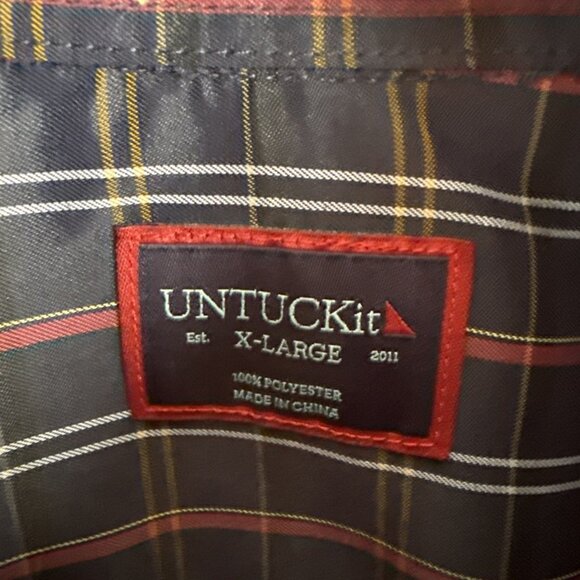 UNTUCKit
Est. X-LARGE 2011
100% POLYESTER
MADE IN CHINA